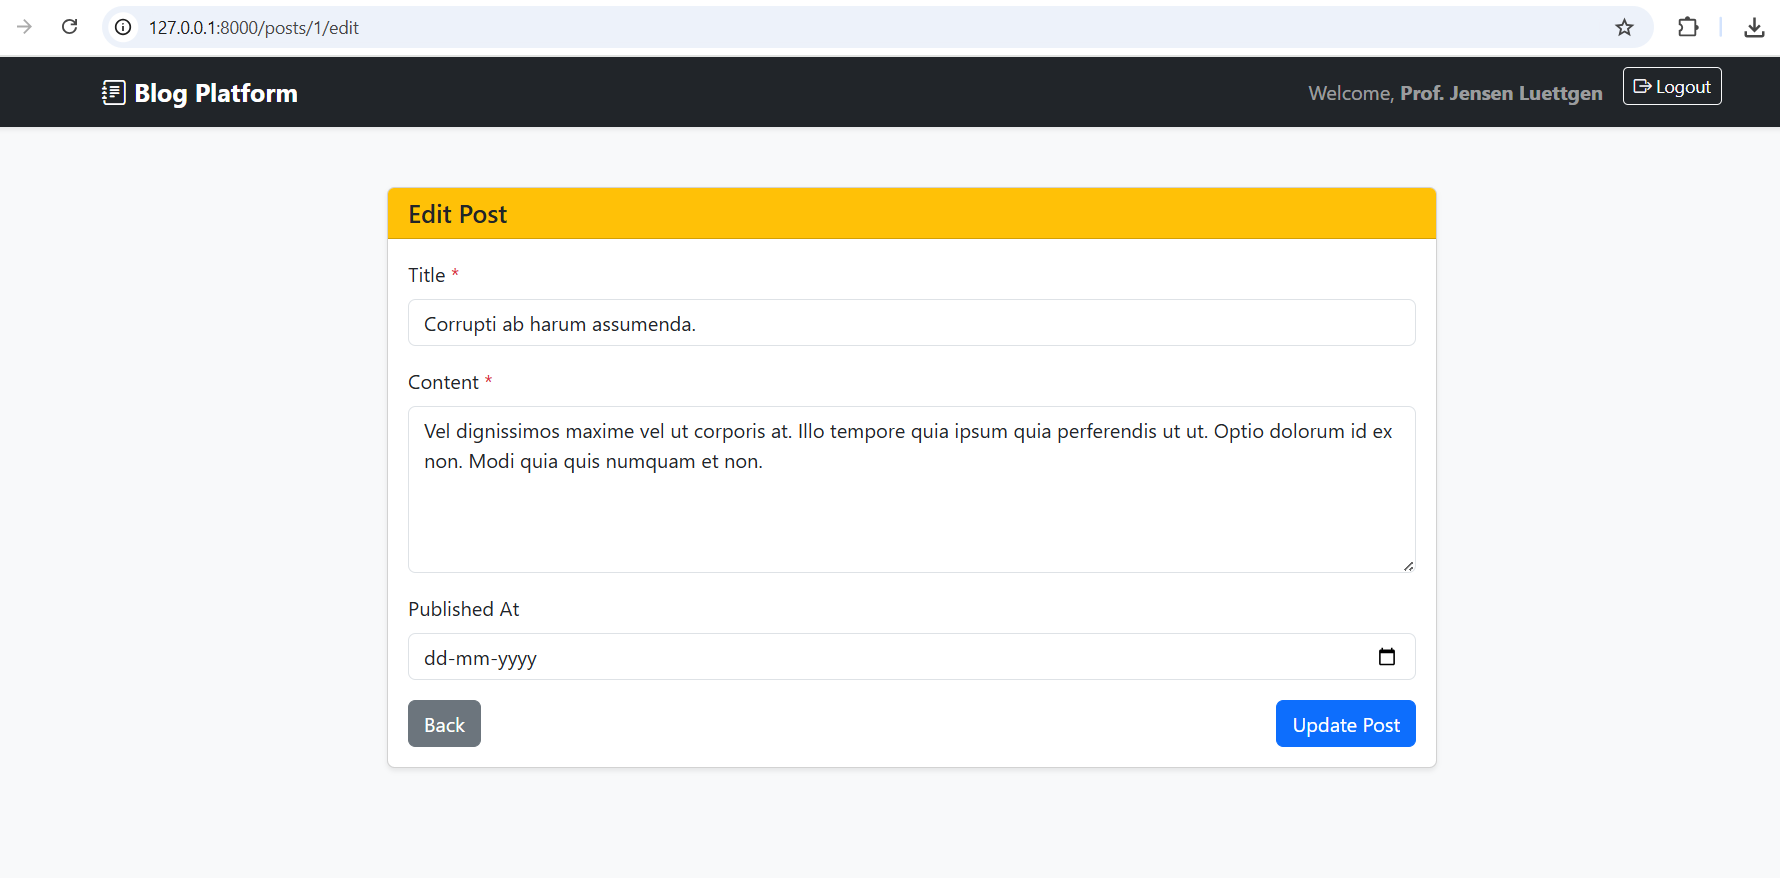 127.0.0.1:8000/posts/1/edit
Blog Platform
Welcome, Prof. Jensen Luettgen
Logout
Edit Post
Title *
Corrupti ab harum assumenda.
Content *
Vel dignissimos maxime vel ut corporis at. Illo tempore quia ipsum quia perferendis ut ut. Optio dolorum id ex
non. Modi quia quis numquam et non.
Published At
dd-mm-yyyy
Back
Update Post